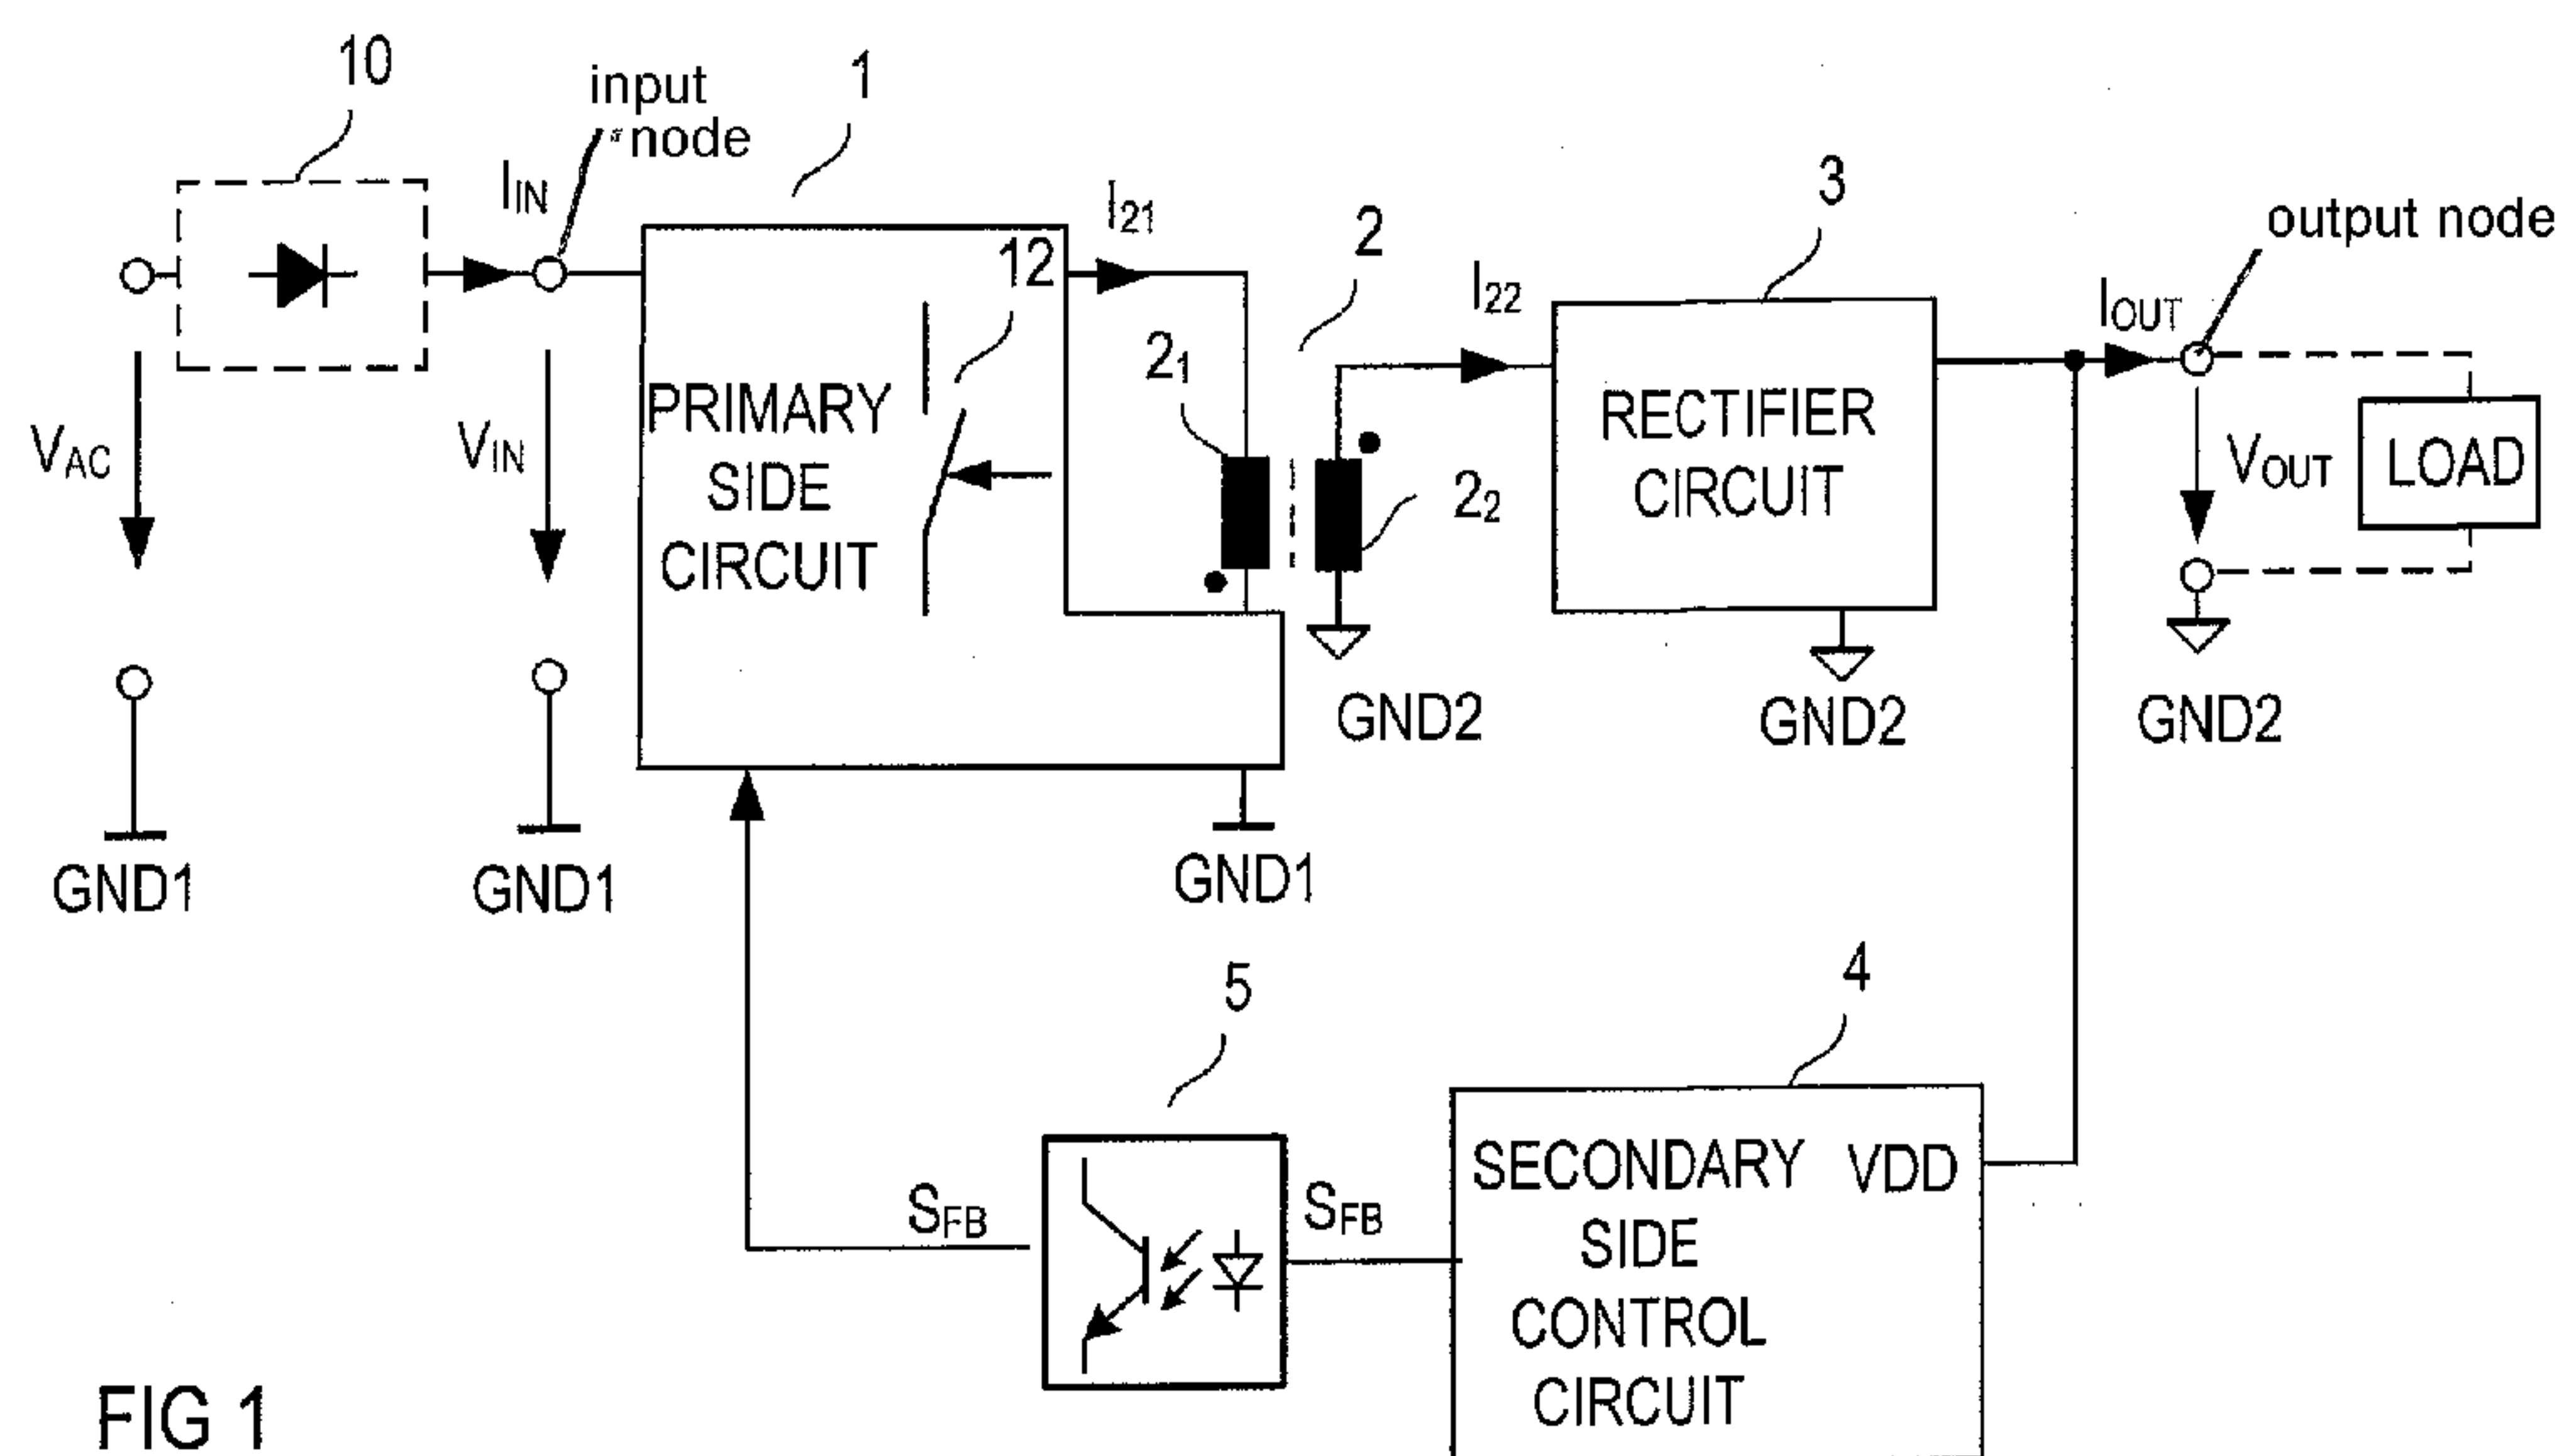 10
input
node
1
I_IN
12
I_21
2
3
output node
I_22
I_OUT
2_1
V_AC
V_IN
PRIMARY
SIDE
CIRCUIT
RECTIFIER
CIRCUIT
2_2
V_OUT
LOAD
GND2
GND2
GND2
GND1
GND1
GND1
5
4
S_FB
S_FB
SECONDARY VDD
SIDE
CONTROL
CIRCUIT
FIG 1